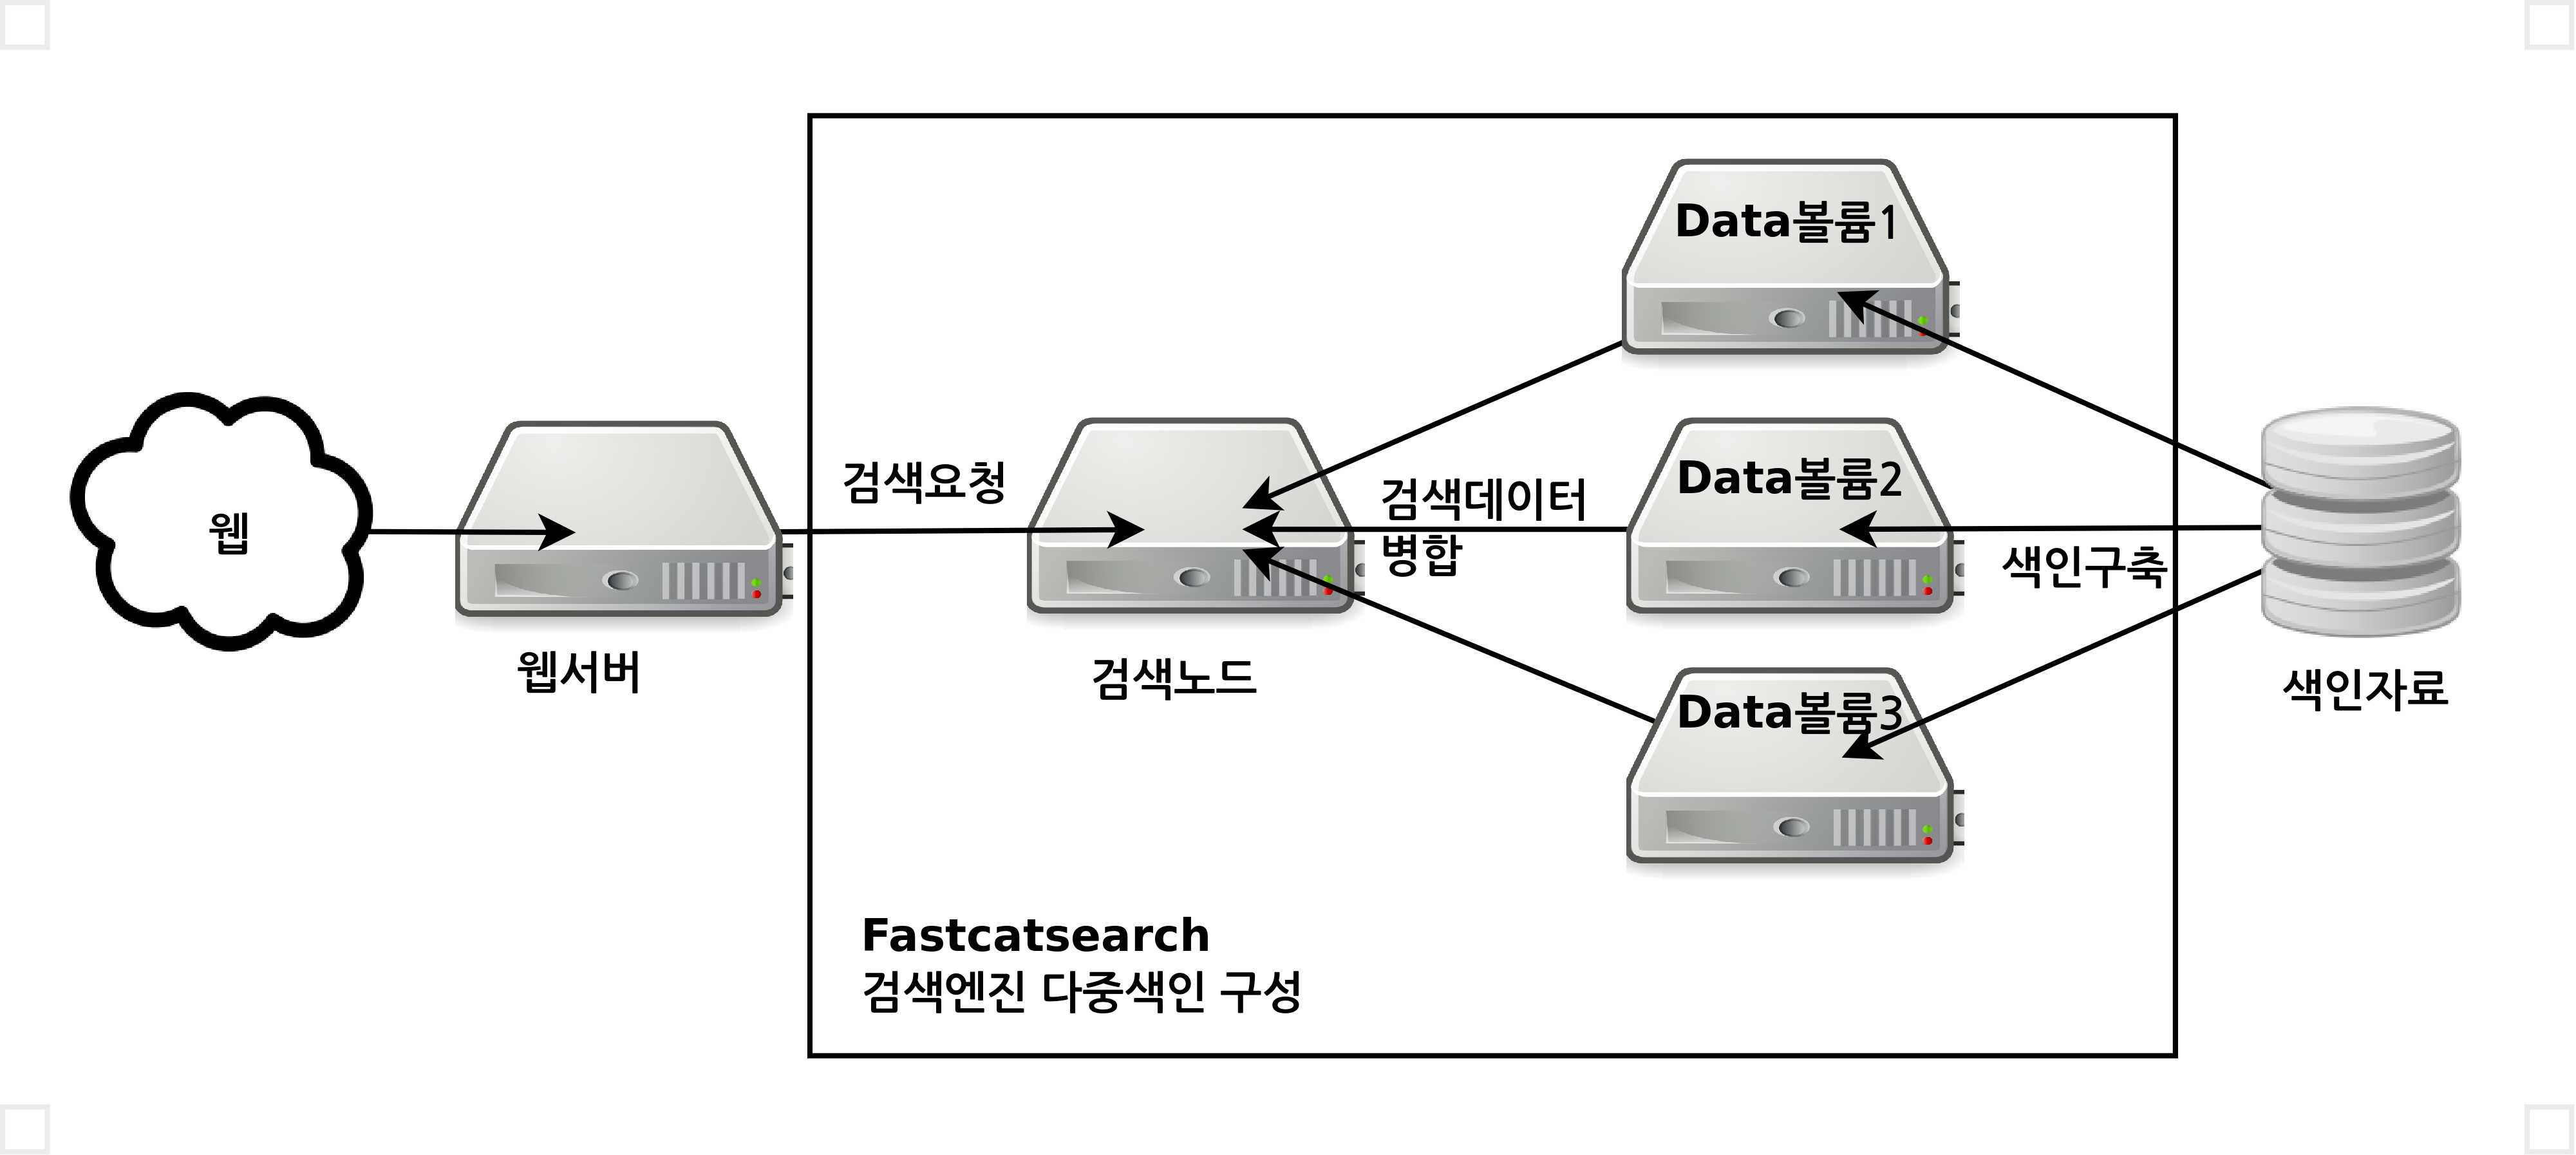 Data볼륨1
검색요청
검색데이터
병합
Data볼륨2
웹
색인구축
웹서버
검색노드
색인자료
Data볼륨3
Fastcatsearch
검색엔진 다중색인 구성